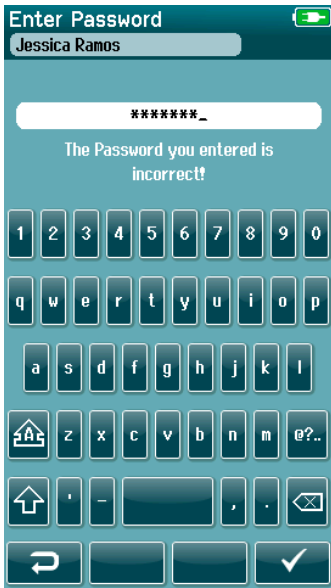 Enter Password
Jessica Ramos
*******_
The Password you entered is
incorrect!
1 2 3 4 5 6 7 8 9 0
q w e r t y u i o p
a s d f g h j k l
A z x c v b n m @?..
' - , .